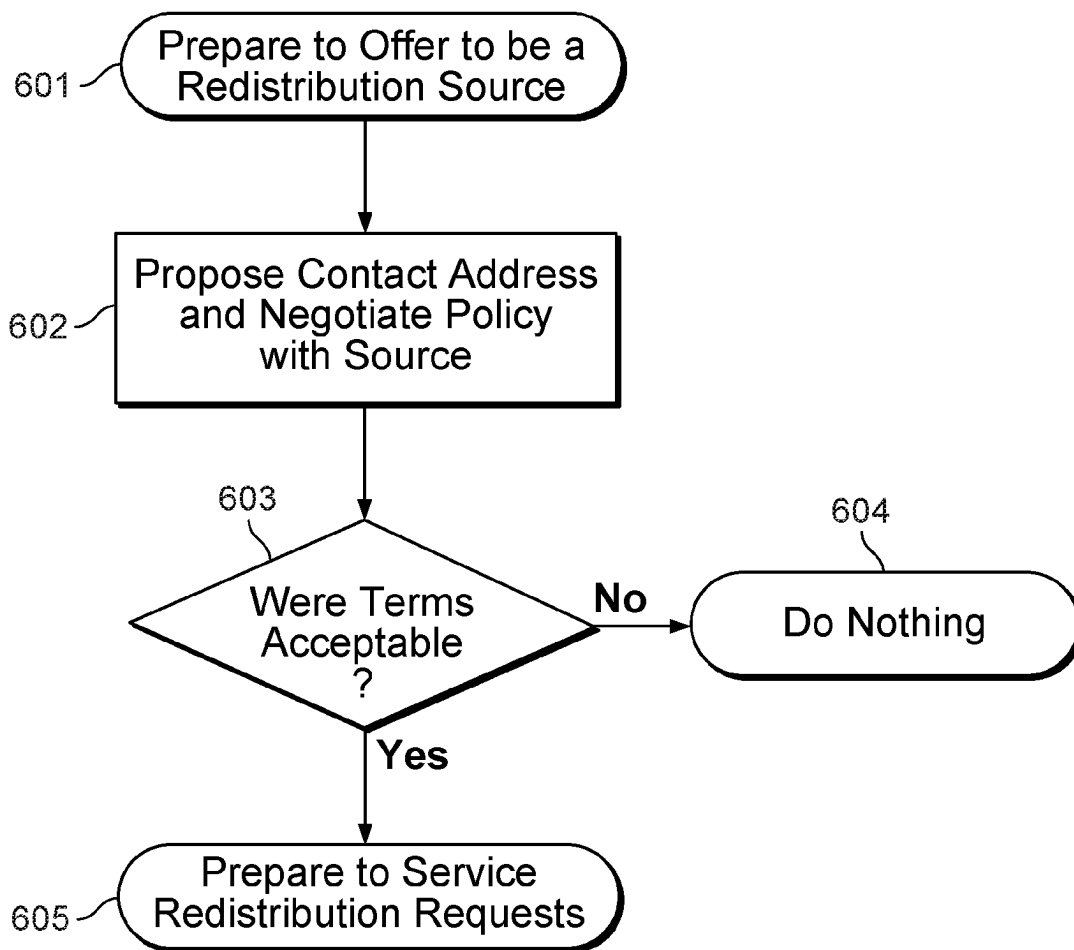 601
Prepare to Offer to be a
Redistribution Source
602
Propose Contact Address
and Negotiate Policy
with Source
603
Were Terms
Acceptable
?
No
604
Do Nothing
Yes
605
Prepare to Service
Redistribution Requests